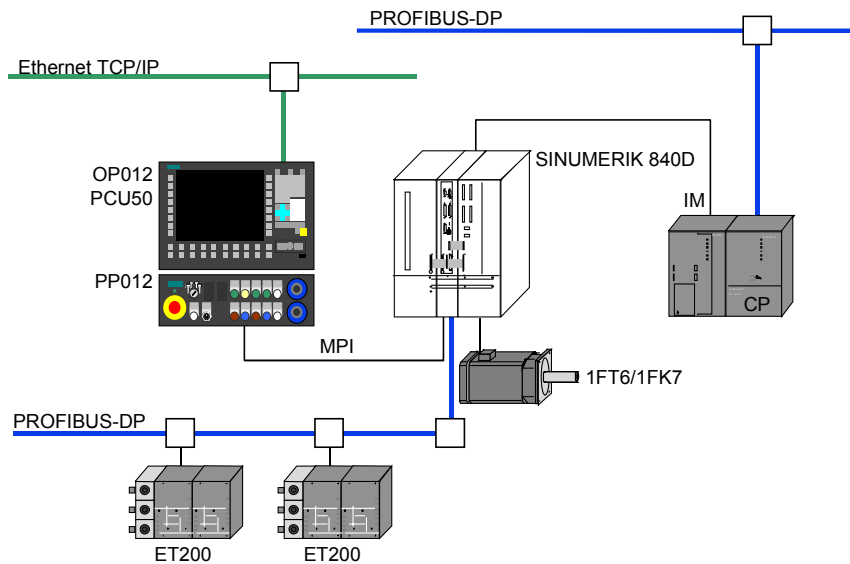 PROFIBUS-DP
Ethernet TCP/IP
OP012
PCU50
SINUMERIK 840D
IM
PP012
CP
MPI
1FT6/1FK7
PROFIBUS-DP
ET200
ET200